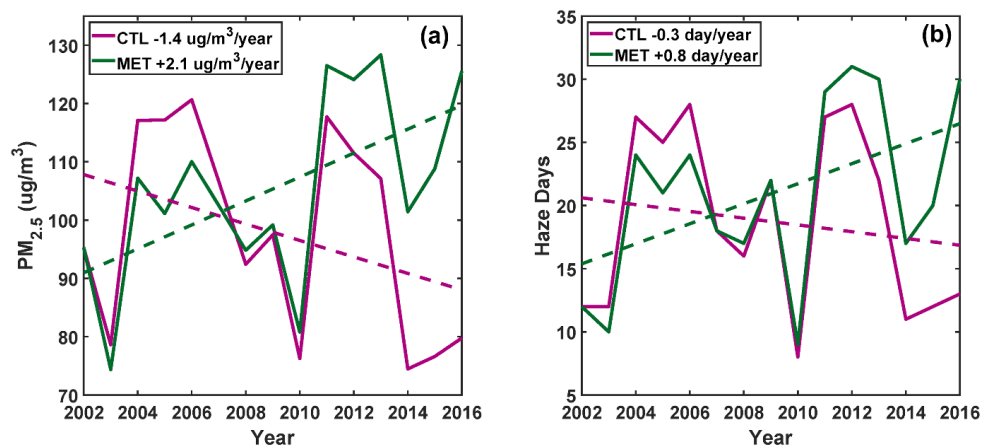 CTL -1.4 ug/m³/year
MET +2.1 ug/m³/year
(a)
130
120
110
100
90
80
70
PM₂.₅ (ug/m³)
2002 2004 2006 2008 2010 2012 2014 2016
Year
CTL -0.3 day/year
MET +0.8 day/year
(b)
35
30
25
20
15
10
5
Haze Days
2002 2004 2006 2008 2010 2012 2014 2016
Year